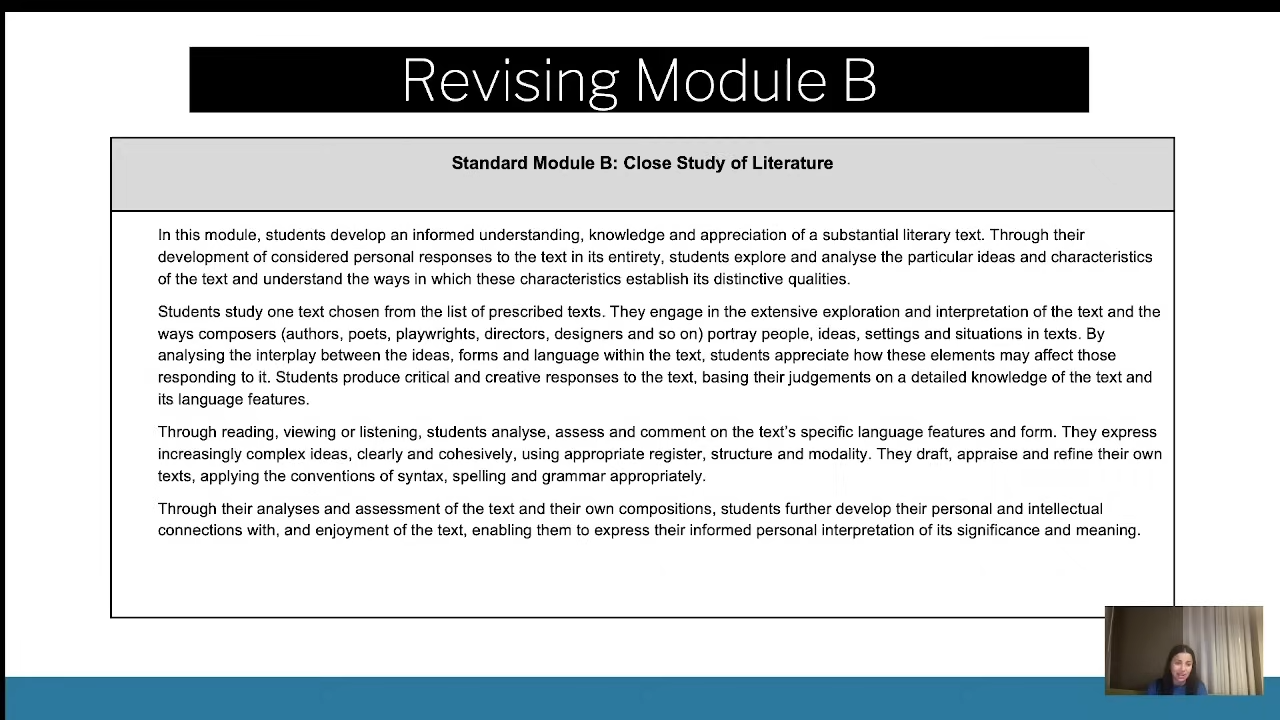 Revising Module B
Standard Module B: Close Study of Literature
In this module, students develop an informed understanding, knowledge and appreciation of a substantial literary text. Through their
development of considered personal responses to the text in its entirety, students explore and analyse the particular ideas and characteristics
of the text and understand the ways in which these characteristics establish its distinctive qualities.
Students study one text chosen from the list of prescribed texts. They engage in the extensive exploration and interpretation of the text and the
ways composers (authors, poets, playwrights, directors, designers and so on) portray people, ideas, settings and situations in texts. By
analysing the interplay between the ideas, forms and language within the text, students appreciate how these elements may affect those
responding to it. Students produce critical and creative responses to the text, basing their judgements on a detailed knowledge of the text and
its language features.
Through reading, viewing or listening, students analyse, assess and comment on the text’s specific language features and form. They express
increasingly complex ideas, clearly and cohesively, using appropriate register, structure and modality. They draft, appraise and refine their own
texts, applying the conventions of syntax, spelling and grammar appropriately.
Through their analyses and assessment of the text and their own compositions, students further develop their personal and intellectual
connections with, and enjoyment of the text, enabling them to express their informed personal interpretation of its significance and meaning.